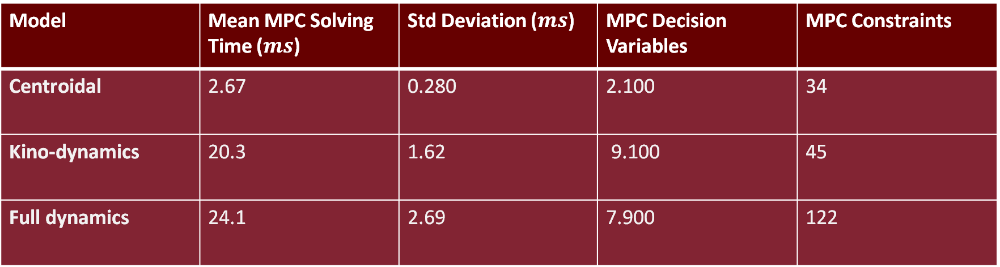 Model
Mean MPC Solving
Time (ms)
Std Deviation (ms)
MPC Decision
Variables
MPC Constraints
Centroidal
2.67
0.280
2.100
34
Kino-dynamics
20.3
1.62
9.100
45
Full dynamics
24.1
2.69
7.900
122